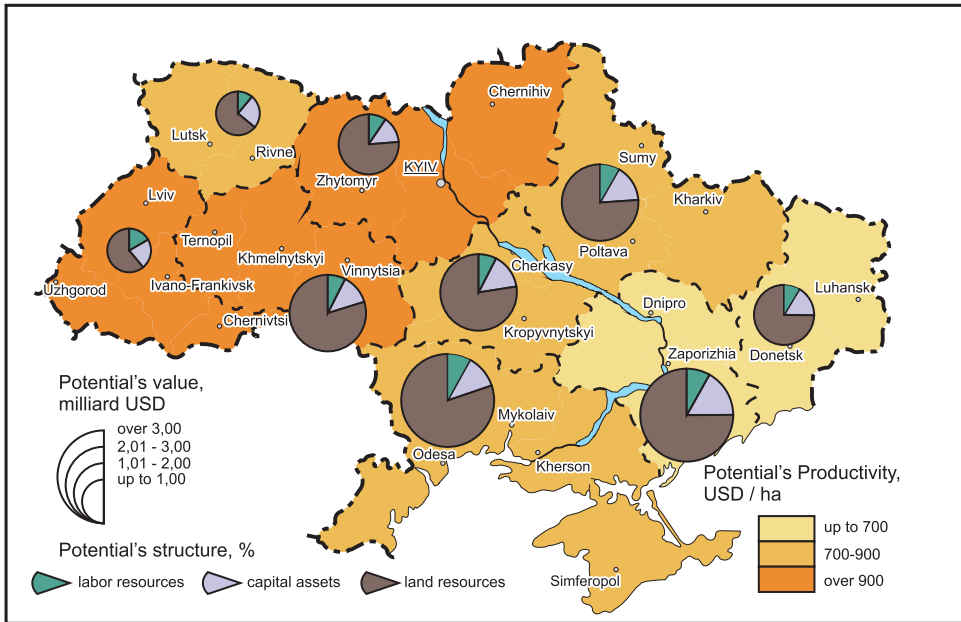 Chernihiv
Lutsk
Rivne
Zhytomyr
KYIV
Sumy
Kharkiv
Lviv
Ternopil
Khmelnytskyi
Vinnytsia
Cherkasy
Poltava
Uzhgorod
Ivano-Frankivsk
Chernivtsi
Kropyvnytskyi
Dnipro
Luhansk
Zaporizhia
Donetsk
Mykolaiv
Odesa
Kherson
Simferopol
Potential's value,
milliard USD
over 3,00
2,01 - 3,00
1,01 - 2,00
up to 1,00
Potential's structure, %
labor resources
capital assets
land resources
Potential's Productivity,
USD / ha
up to 700
700-900
over 900